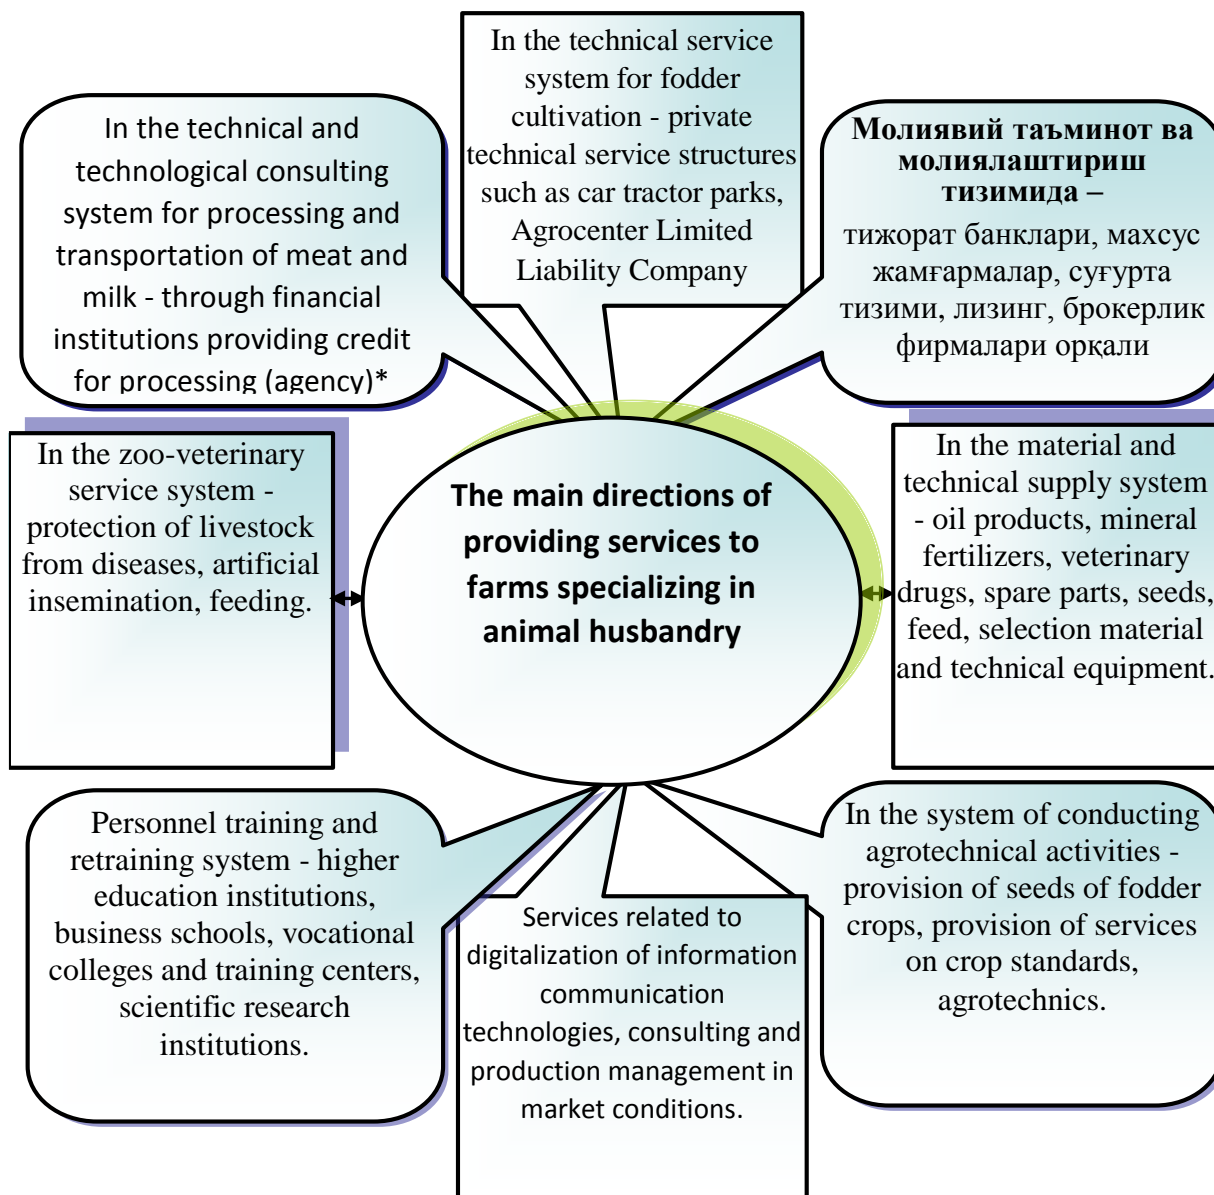 In the technical service
system for fodder
cultivation - private
technical service structures
such as car tractor parks,
Agrocenter Limited
Liability Company
In the technical and
technological consulting
system for processing and
transportation of meat and
milk - through financial
institutions providing credit
for processing (agency)*
Молиявий таъминот ва
молиялаштириш
тизимида –
тижорат банклари, махсус
жамғармалар, суғурта
тизими, лизинг, брокерлик
фирмалари орқали
In the zoo-veterinary
service system -
protection of livestock
from diseases, artificial
insemination, feeding.
The main directions of
providing services to
farms specializing in
animal husbandry
In the material and
technical supply system
- oil products, mineral
fertilizers, veterinary
drugs, spare parts, seeds,
feed, selection material
and technical equipment.
Personnel training and
retraining system - higher
education institutions,
business schools, vocational
colleges and training centers,
scientific research
institutions.
Services related to
digitalization of information
communication
technologies, consulting and
production management in
market conditions.
In the system of conducting
agrotechnical activities -
provision of seeds of fodder
crops, provision of services
on crop standards,
agrotechnics.